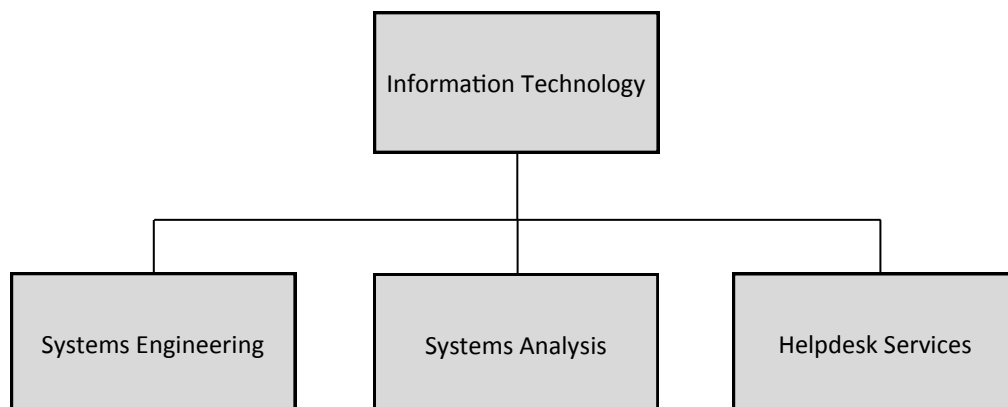 Information Technology
Systems Engineering
Systems Analysis
Helpdesk Services